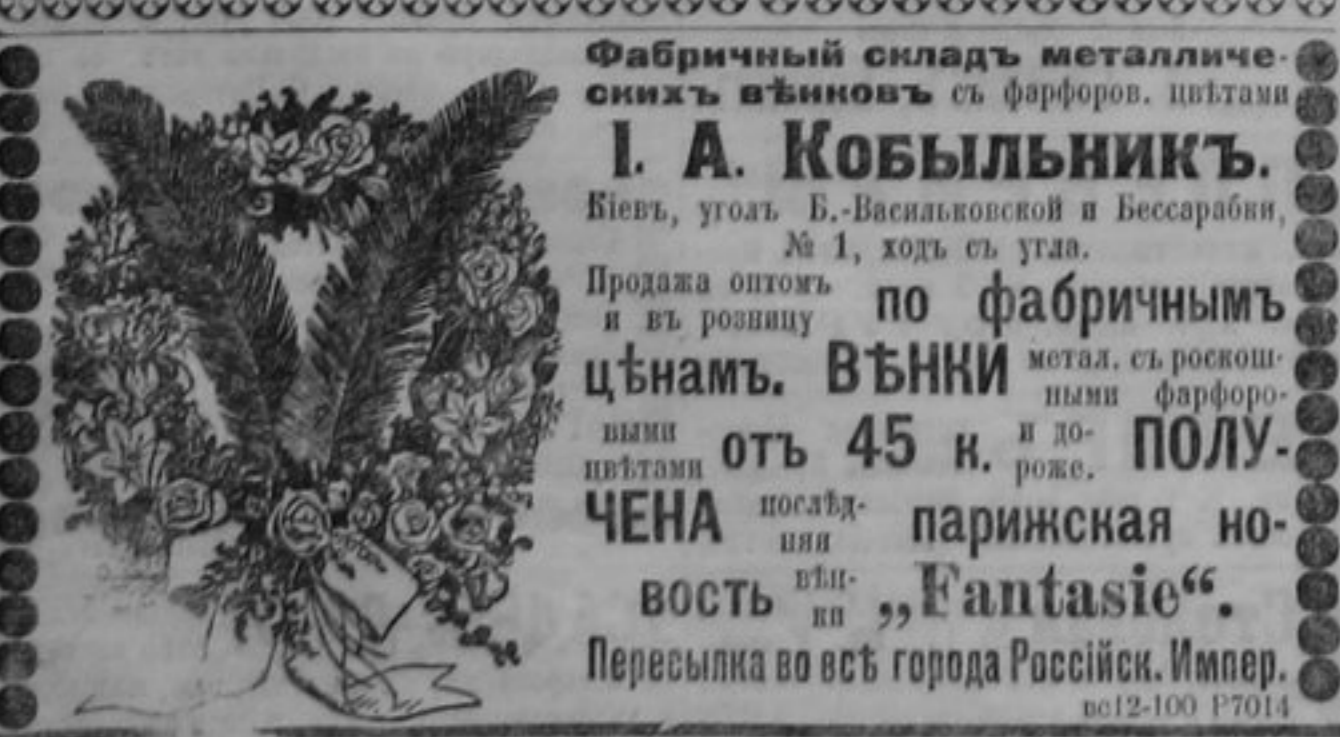 Фабричный складъ металличе-
скихъ вѣнковъ съ фарфоров. цвѣтами
І. А. Кобыльникъ.
Кіевъ, уголъ Б.-Васильковской и Бессарабки,
№ 1, ходъ съ угла.
Продажа оптомъ
и въ розницу
по фабричнымъ
цѣнамъ. ВѢНКИ метал. съ роскош-
ными фарфоро-
выми
цвѣтами
отъ 45 к. и до-
роже.
ПОЛУ-
ЧЕНА послѣд-
няя
парижская но-
вость вѣн-
ки
„Fantasie“.
Пересылка во всѣ города Россійск. Импер.
вс12-100 Р7014